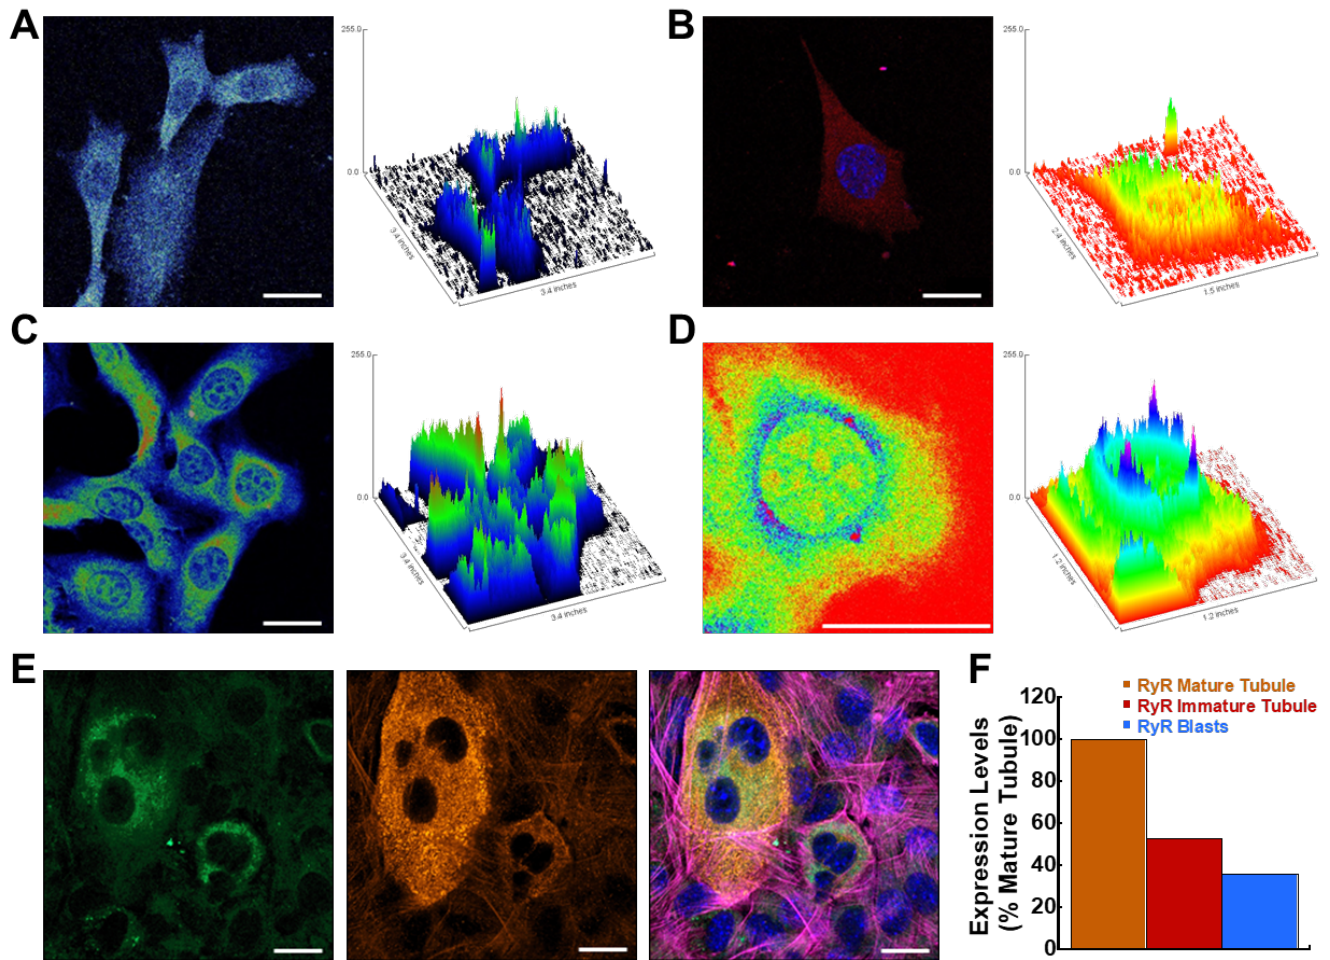 A
255.0
0.0
3.4 inches
3.4 inches
B
255.0
0.0
2.4 inches
1.5 inches
C
255.0
0.0
3.4 inches
3.4 inches
D
255.0
0.0
1.2 inches
1.2 inches
E
F
RyR Mature Tubule
RyR Immature Tubule
RyR Blasts
Expression Levels
(% Mature Tubule)
120
100
80
60
40
20
0